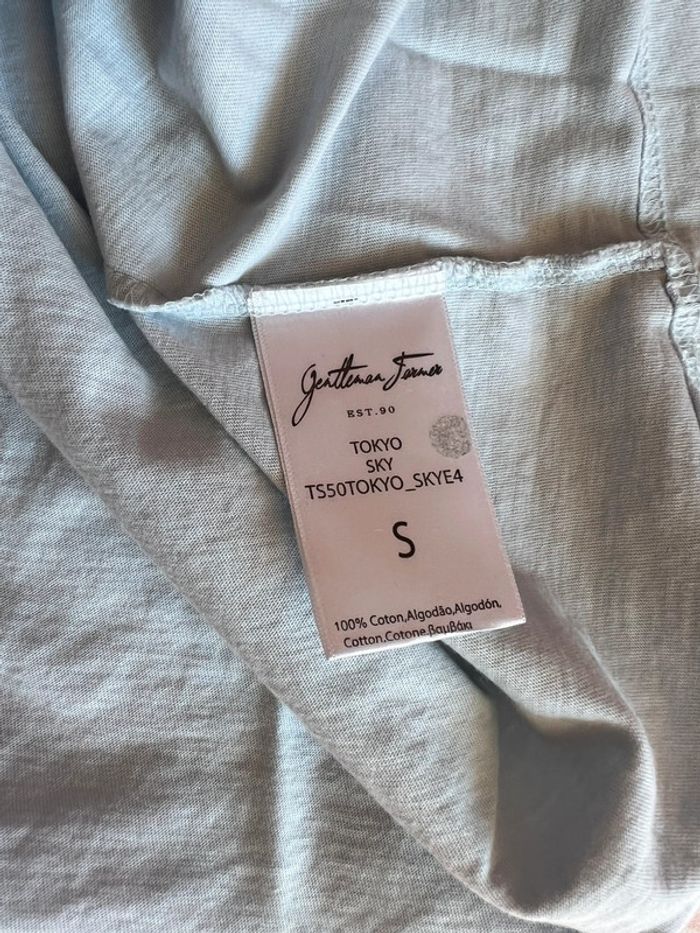 Gentleman Farmer
EST.90
TOKYO
SKY
TS50TOKYO_SKYE4
S
100% Coton,Algodão,Algodón,
Cotton,Cotone,Βαμβάκι